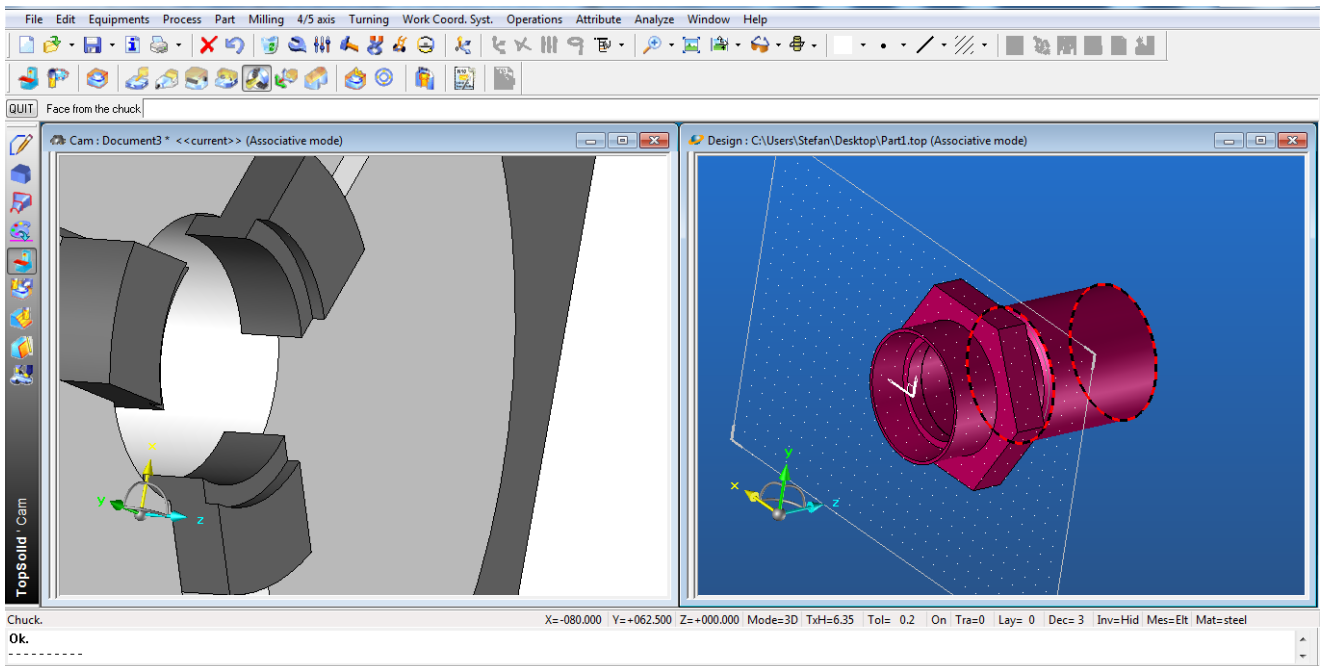 File Edit Equipments Process Part Milling 4/5 axis Turning Work Coord. Syst. Operations Attribute Analyze Window Help
QUIT Face from the chuck
Cam : Document3 * <<current>> (Associative mode)
Design : C:\Users\Stefan\Desktop\Part1.top (Associative mode)
x
y
z
y
x
z
TopSolid ' Cam
Chuck. X=-080.000 Y=+062.500 Z=+000.000 Mode=3D TxH=6.35 Tol= 0.2 On Tra=0 Lay= 0 Dec= 3 Inv=Hid Mes=Elt Mat=steel
Ok.
----------